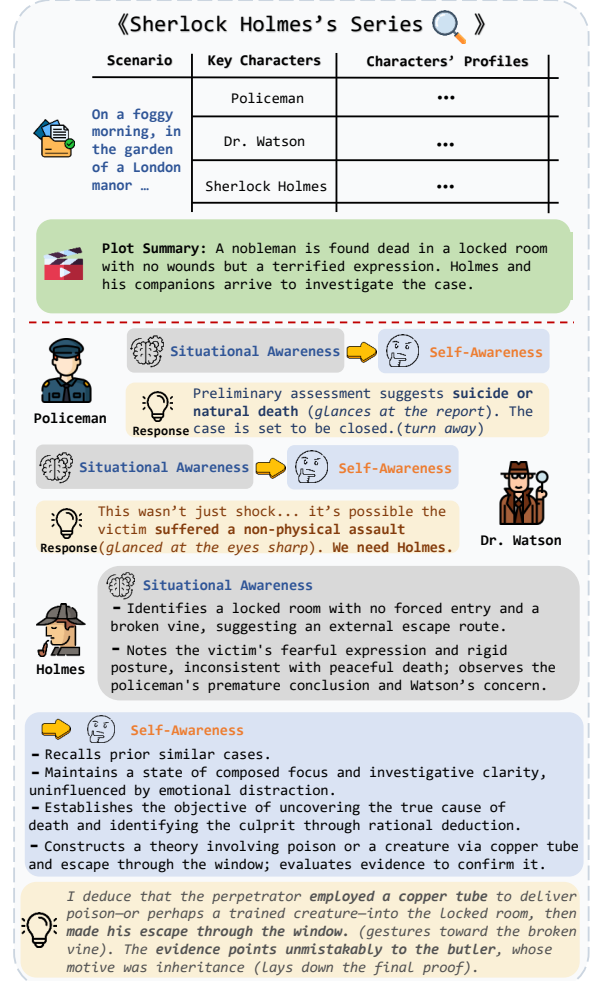 《Sherlock Holmes's Series 》
Scenario Key Characters Characters' Profiles
On a foggy
morning, in
the garden
of a London
manor …
Policeman •••
Dr. Watson •••
Sherlock Holmes •••
Plot Summary: A nobleman is found dead in a locked room
with no wounds but a terrified expression. Holmes and
his companions arrive to investigate the case.
Situational Awareness Self-Awareness
Policeman
Response
Preliminary assessment suggests suicide or
natural death (glances at the report). The
case is set to be closed.(turn away)
Situational Awareness Self-Awareness
Response
This wasn't just shock... it's possible the
victim suffered a non-physical assault
(glanced at the eyes sharp). We need Holmes.
Dr. Watson
Holmes
Situational Awareness
– Identifies a locked room with no forced entry and a
broken vine, suggesting an external escape route.
– Notes the victim's fearful expression and rigid
posture, inconsistent with peaceful death; observes the
policeman's premature conclusion and Watson's concern.
Self-Awareness
– Recalls prior similar cases.
– Maintains a state of composed focus and investigative clarity,
uninfluenced by emotional distraction.
– Establishes the objective of uncovering the true cause of
death and identifying the culprit through rational deduction.
– Constructs a theory involving poison or a creature via copper tube
and escape through the window; evaluates evidence to confirm it.
I deduce that the perpetrator employed a copper tube to deliver
poison—or perhaps a trained creature—into the locked room, then
made his escape through the window. (gestures toward the broken
vine). The evidence points unmistakably to the butler, whose
motive was inheritance (lays down the final proof).